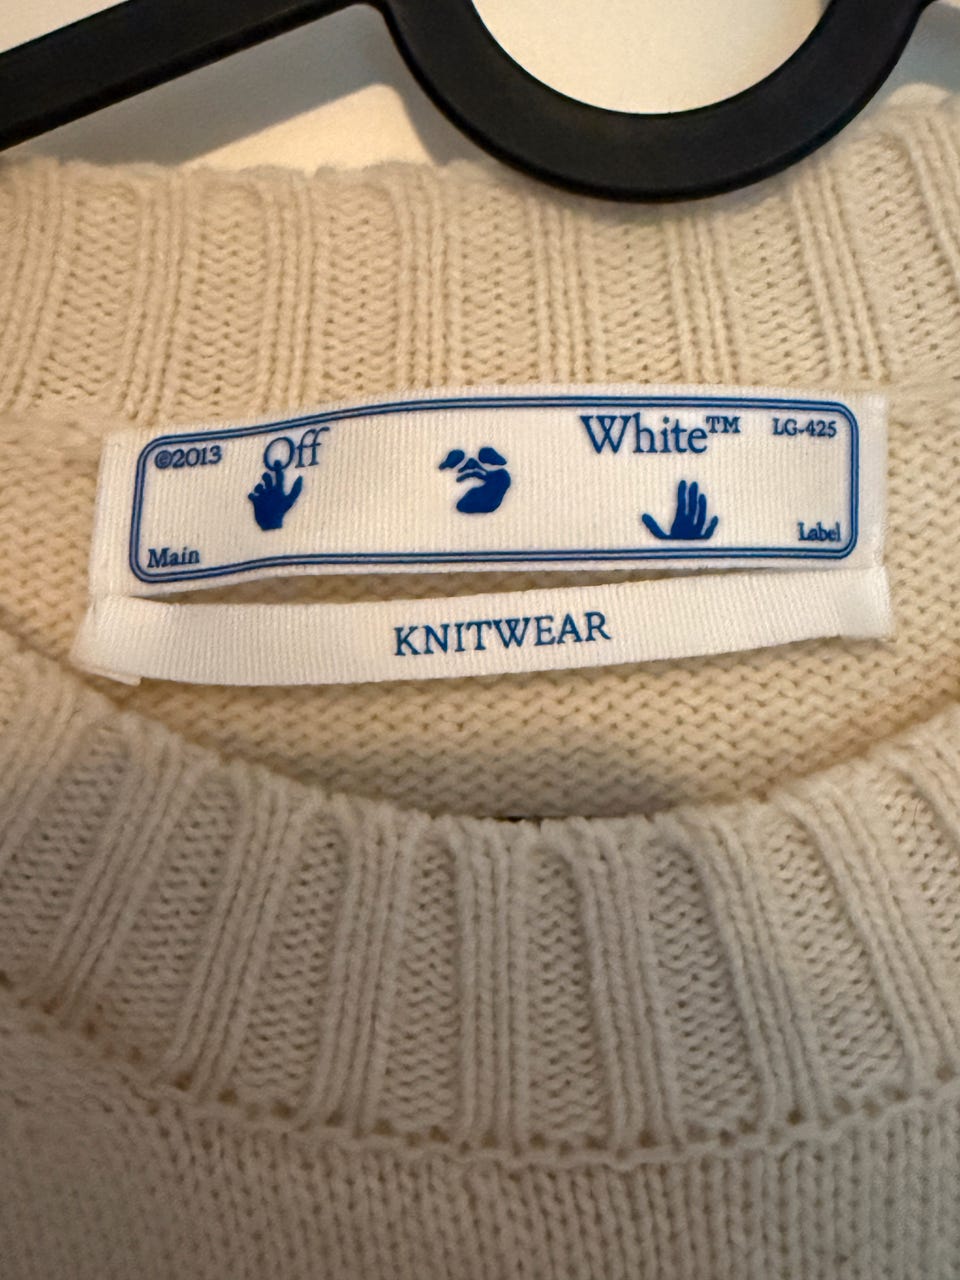 ©2013 Off White™ LG-425
Main Label
KNITWEAR